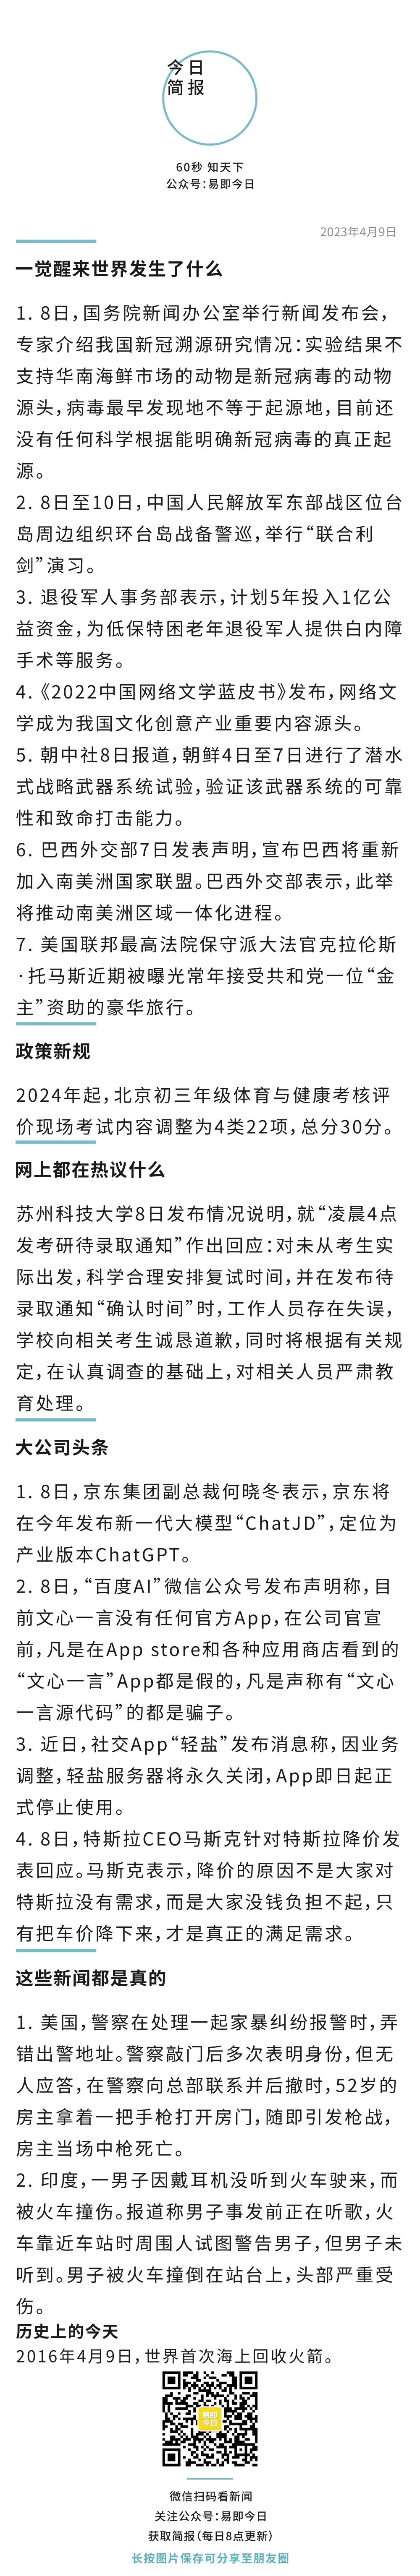 今日
简报
60秒 知天下
公众号：易即今日
2023年4月9日
一觉醒来世界发生了什么
1. 8日，国务院新闻办公室举行新闻发布会，
专家介绍我国新冠溯源研究情况：实验结果不
支持华南海鲜市场的动物是新冠病毒的动物
源头，病毒最早发现地不等于起源地，目前还
没有任何科学根据能明确新冠病毒的真正起
源。
2. 8日至10日，中国人民解放军东部战区位台
岛周边组织环台岛战备警巡，举行“联合利
剑”演习。
3. 退役军人事务部表示，计划5年投入1亿公
益资金，为低保特困老年退役军人提供白内障
手术等服务。
4.《2022中国网络文学蓝皮书》发布，网络文
学成为我国文化创意产业重要内容源头。
5. 朝中社8日报道，朝鲜4日至7日进行了潜水
式战略武器系统试验，验证该武器系统的可靠
性和致命打击能力。
6. 巴西外交部7日发表声明，宣布巴西将重新
加入南美洲国家联盟。巴西外交部表示，此举
将推动南美洲区域一体化进程。
7. 美国联邦最高法院保守派大法官克拉伦斯
·托马斯近期被曝光常年接受共和党一位“金
主”资助的豪华旅行。
政策新规
2024年起，北京初三年级体育与健康考核评
价现场考试内容调整为4类22项，总分30分。
网上都在热议什么
苏州科技大学8日发布情况说明，就“凌晨4点
发考研待录取通知”作出回应：对未从考生实
际出发，科学合理安排复试时间，并在发布待
录取通知“确认时间”时，工作人员存在失误，
学校向相关考生诚恳道歉，同时将根据有关规
定，在认真调查的基础上，对相关人员严肃教
育处理。
大公司头条
1. 8日，京东集团副总裁何晓冬表示，京东将
在今年发布新一代大模型“ChatJD”，定位为
产业版本ChatGPT。
2. 8日，“百度AI”微信公众号发布声明称，目
前文心一言没有任何官方App，在公司官宣
前，凡是在App store和各种应用商店看到的
“文心一言”App都是假的，凡是声称有“文心
一言源代码”的都是骗子。
3. 近日，社交App“轻盐”发布消息称，因业务
调整，轻盐服务器将永久关闭，App即日起正
式停止使用。
4. 8日，特斯拉CEO马斯克针对特斯拉降价发
表回应。马斯克表示，降价的原因不是大家对
特斯拉没有需求，而是大家没钱负担不起，只
有把车价降下来，才是真正的满足需求。
这些新闻都是真的
1. 美国，警察在处理一起家暴纠纷报警时，弄
错出警地址。警察敲门后多次表明身份，但无
人应答，在警察向总部联系并后撤时，52岁的
房主拿着一把手枪打开房门，随即引发枪战，
房主当场中枪死亡。
2. 印度，一男子因戴耳机没听到火车驶来，而
被火车撞伤。报道称男子事发前正在听歌，火
车靠近车站时周围人试图警告男子，但男子未
听到。男子被火车撞倒在站台上，头部严重受
伤。
历史上的今天
2016年4月9日，世界首次海上回收火箭。
易即
今日
微信扫码看新闻
关注公众号：易即今日
获取简报（每日8点更新）
长按图片保存可分享至朋友圈